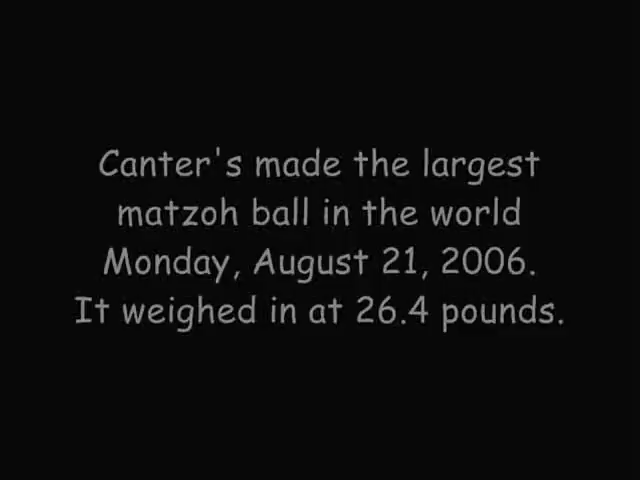 Canter's made the largest
matzoh ball in the world
Monday, August 21, 2006.
It weighed in at 26.4 pounds.